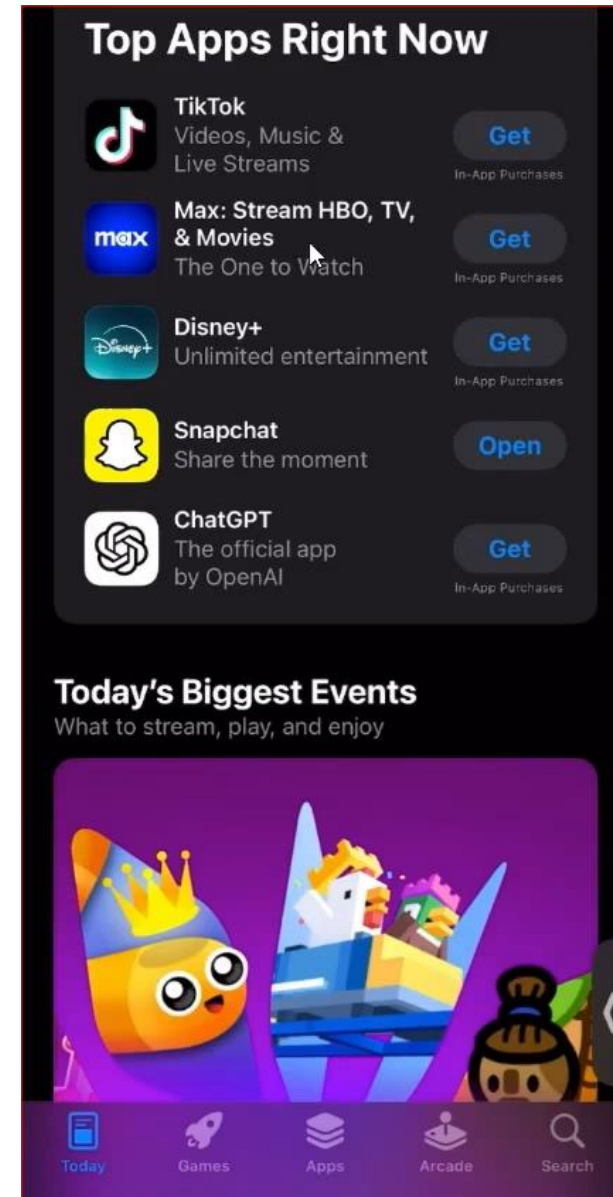 Top Apps Right Now
TikTok
Videos, Music &
Live Streams
Get
In-App Purchases
max
Max: Stream HBO, TV,
& Movies
The One to Watch
Get
In-App Purchases
Disney+
Disney+
Unlimited entertainment
Get
In-App Purchases
Snapchat
Share the moment
Open
ChatGPT
The official app
by OpenAI
Get
In-App Purchases
Today's Biggest Events
What to stream, play, and enjoy
Today
Games
Apps
Arcade
Search